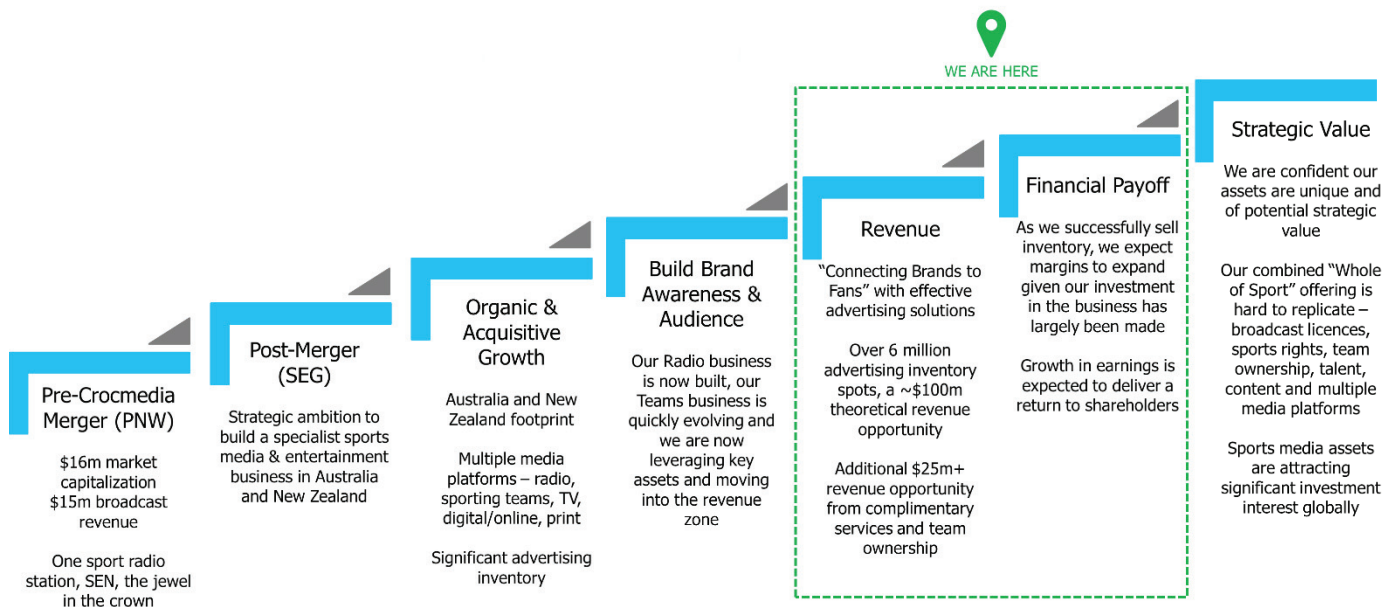 WE ARE HERE
Pre-Crocmedia
Merger (PNW)
$16m market
capitalization
$15m broadcast
revenue
One sport radio
station, SEN, the jewel
in the crown
Post-Merger
(SEG)
Strategic ambition to
build a specialist sports
media & entertainment
business in Australia
and New Zealand
Organic &
Acquisitive
Growth
Australia and New
Zealand footprint
Multiple media
platforms – radio,
sporting teams, TV,
digital/online, print
Significant advertising
inventory
Build Brand
Awareness &
Audience
Our Radio business
is now built, our
Teams business is
quickly evolving and
we are now
leveraging key
assets and moving
into the revenue
zone
Revenue
“Connecting Brands to
Fans” with effective
advertising solutions
Over 6 million
advertising inventory
spots, a ~$100m
theoretical revenue
opportunity
Additional $25m+
revenue opportunity
from complimentary
services and team
ownership
Financial Payoff
As we successfully sell
inventory, we expect
margins to expand
given our investment
in the business has
largely been made
Growth in earnings is
expected to deliver a
return to shareholders
Strategic Value
We are confident our
assets are unique and
of potential strategic
value
Our combined “Whole
of Sport” offering is
hard to replicate –
broadcast licences,
sports rights, team
ownership, talent,
content and multiple
media platforms
Sports media assets
are attracting
significant investment
interest globally